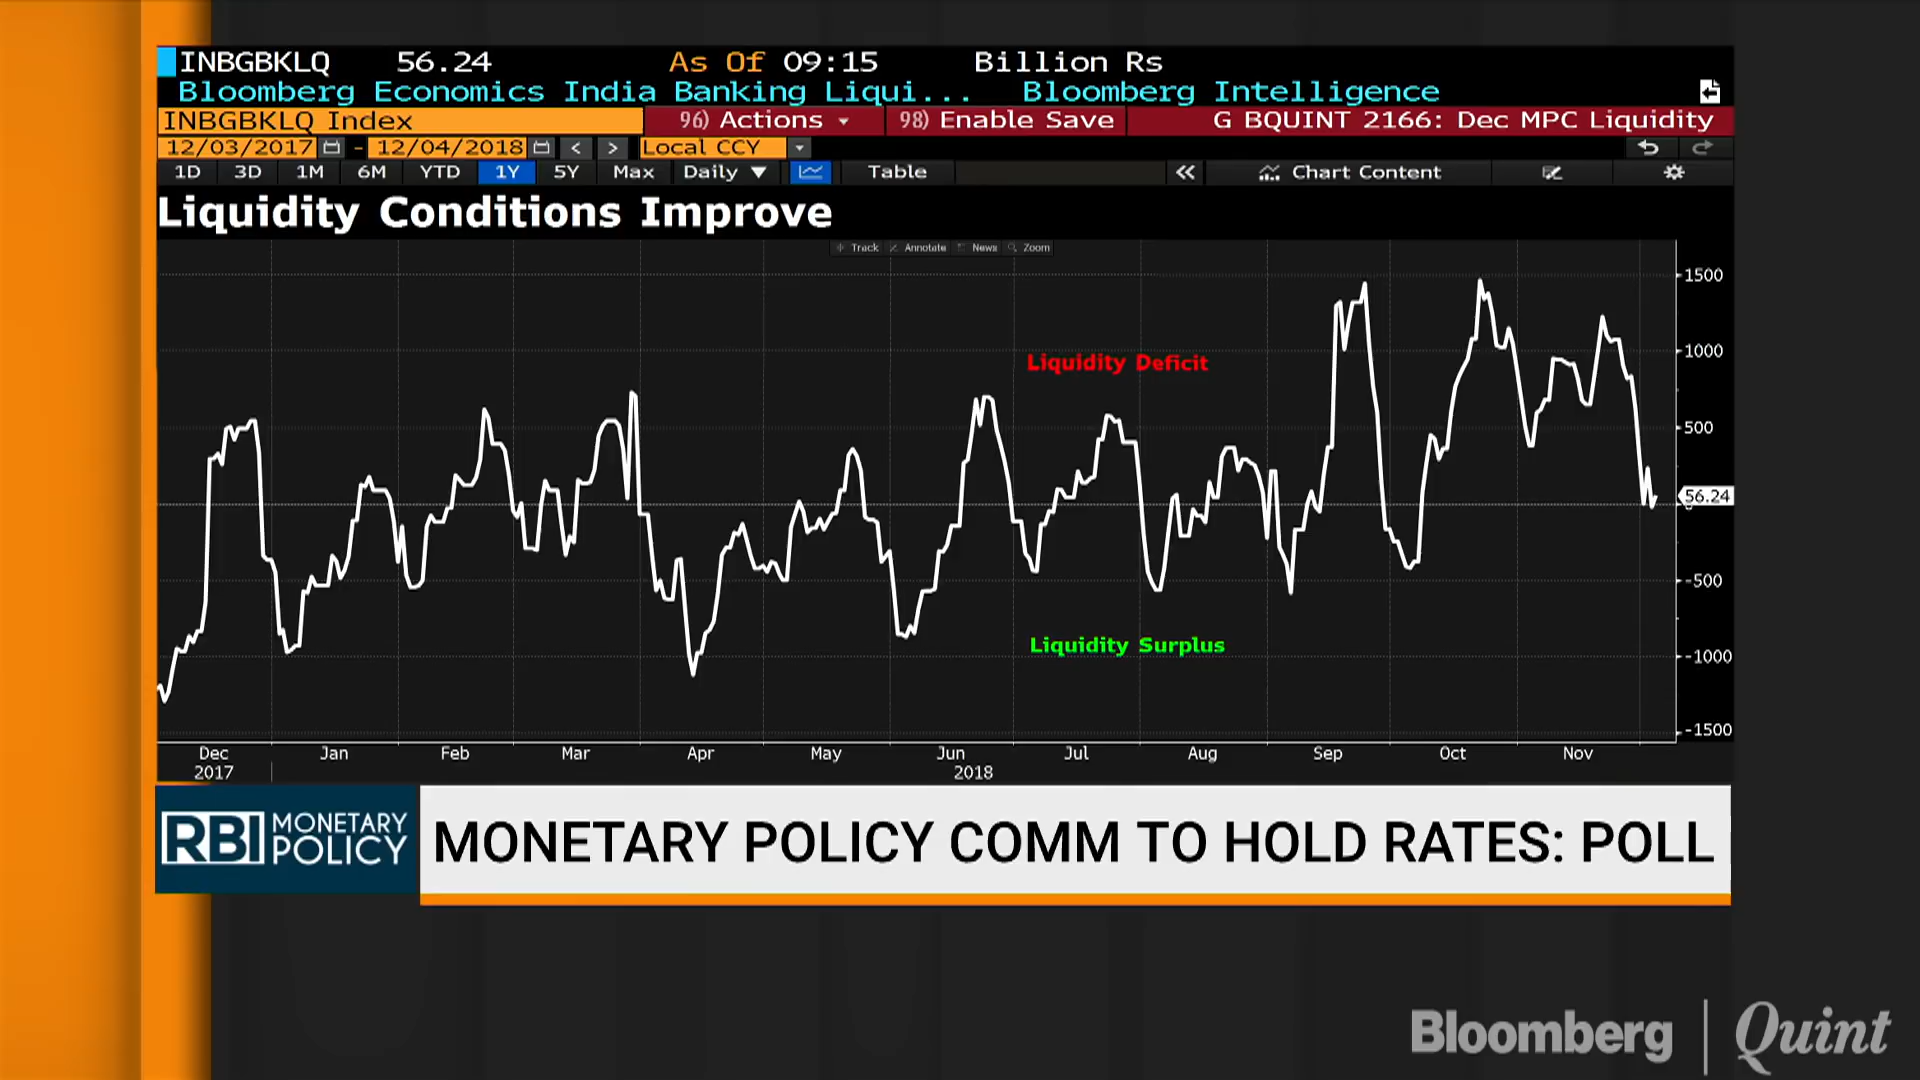 INBGBKLQ 56.24 As Of 09:15 Billion Rs
Bloomberg Economics India Banking Liqui... Bloomberg Intelligence
INBGBKLQ Index 96) Actions 98) Enable Save G BQUINT 2166: Dec MPC Liquidity
12/03/2017 - 12/04/2018 < > Local CCY
1D 3D 1M 6M YTD 1Y 5Y Max Daily Table « Chart Content
Liquidity Conditions Improve
Track Annotate News Zoom
1500
1000
Liquidity Deficit
500
56.24
0
-500
Liquidity Surplus
-1000
-1500
Dec Jan Feb Mar Apr May Jun Jul Aug Sep Oct Nov
2017 2018
RBI MONETARY POLICY
MONETARY POLICY COMM TO HOLD RATES: POLL
Bloomberg | Quint